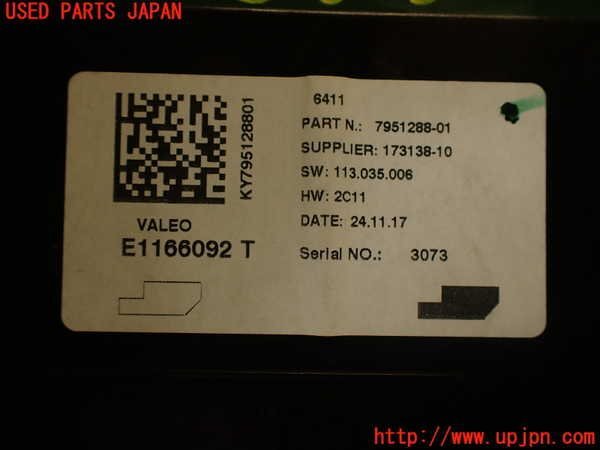 USED PARTS JAPAN
6411
PART N.: 7951288-01
SUPPLIER: 173138-10
SW: 113.035.006
HW: 2C11
DATE: 24.11.17
Serial NO.: 3073
KY795128801
VALEO
E1166092 T
http://www.upjpn.com/